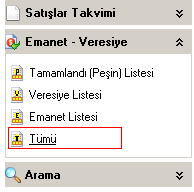 Satışlar Takvimi
Emanet - Veresiye
Tamamlandı (Peşin) Listesi
Veresiye Listesi
Emanet Listesi
Tümü
Arama